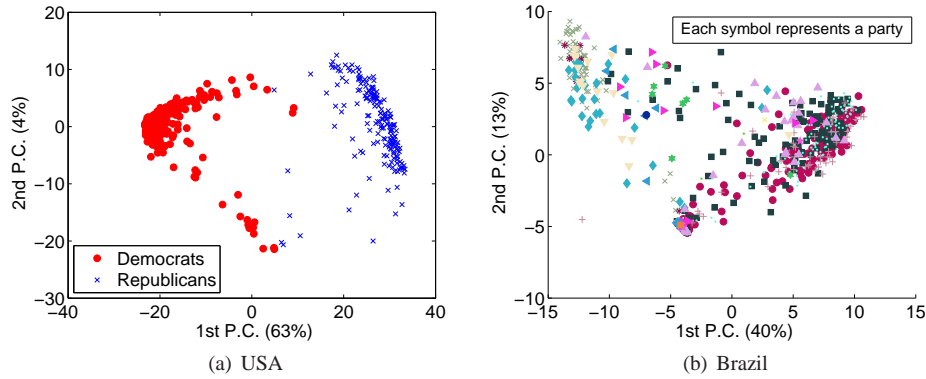 20
10
0
−10
−20
−30
2nd P.C. (4%)
−40
−20
0
20
40
1st P.C. (63%)
Democrats
Republicans
(a) USA
10
5
0
−5
−10
2nd P.C. (13%)
−15
−10
−5
0
5
10
15
1st P.C. (40%)
Each symbol represents a party
(b) Brazil